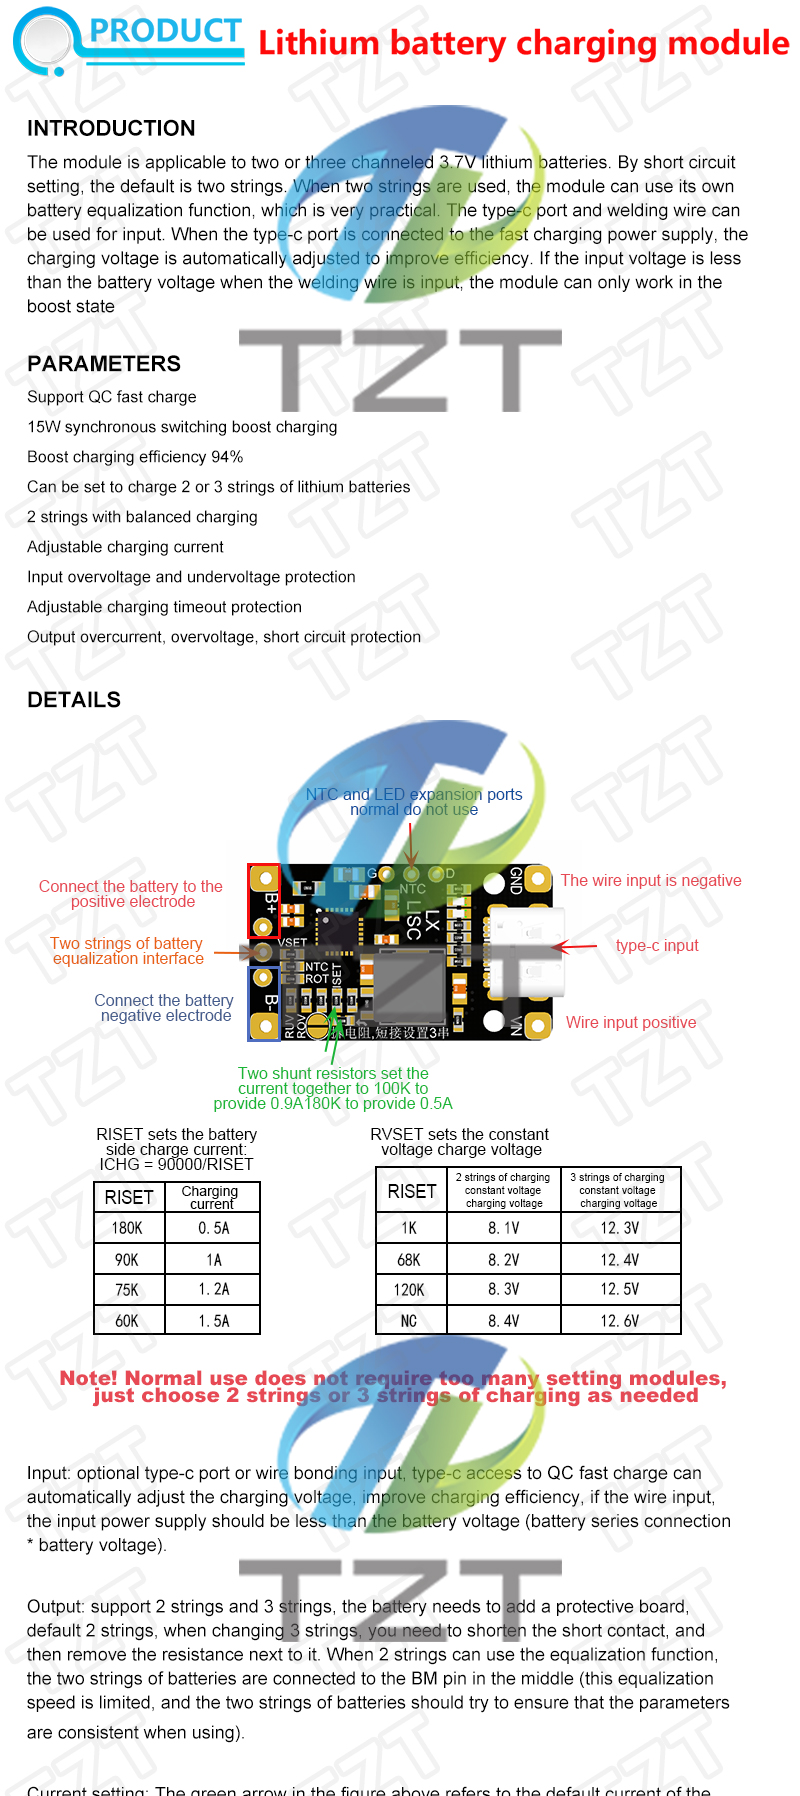 PRODUCT
Lithium battery charging module
INTRODUCTION
The module is applicable to two or three channeled 3.7V lithium batteries. By short circuit
setting, the default is two strings. When two strings are used, the module can use its own
battery equalization function, which is very practical. The type-c port and welding wire can
be used for input. When the type-c port is connected to the fast charging power supply, the
charging voltage is automatically adjusted to improve efficiency. If the input voltage is less
than the battery voltage when the welding wire is input, the module can only work in the
boost state
TZT
PARAMETERS
Support QC fast charge
15W synchronous switching boost charging
Boost charging efficiency 94%
Can be set to charge 2 or 3 strings of lithium batteries
2 strings with balanced charging
Adjustable charging current
Input overvoltage and undervoltage protection
Adjustable charging timeout protection
Output overcurrent, overvoltage, short circuit protection
DETAILS
NTC and LED expansion ports
normal do not use
Connect the battery to the
positive electrode
Two strings of battery
equalization interface
Connect the battery
negative electrode
The wire input is negative
type-c input
Wire input positive
G
D
NTC
LX
LISC
GND
B+
VSET
NTC
ROT
ISET
B-
RUV
ROV
电阻,短接设置3串
VIN
TZT
Two shunt resistors set the
current together to 100K to
provide 0.9A180K to provide 0.5A
RISET sets the battery
side charge current:
ICHG = 90000/RISET
RISET
Charging
current
180K
0.5A
90K
1A
75K
1.2A
60K
1.5A
RVSET sets the constant
voltage charge voltage
RISET
2 strings of charging
constant voltage
charging voltage
3 strings of charging
constant voltage
charging voltage
1K
8.1V
12.3V
68K
8.2V
12.4V
120K
8.3V
12.5V
NC
8.4V
12.6V
Note! Normal use does not require too many setting modules,
just choose 2 strings or 3 strings of charging as needed
Input: optional type-c port or wire bonding input, type-c access to QC fast charge can
automatically adjust the charging voltage, improve charging efficiency, if the wire input,
the input power supply should be less than the battery voltage (battery series connection
* battery voltage).
TZT
Output: support 2 strings and 3 strings, the battery needs to add a protective board,
default 2 strings, when changing 3 strings, you need to shorten the short contact, and
then remove the resistance next to it. When 2 strings can use the equalization function,
the two strings of batteries are connected to the BM pin in the middle (this equalization
speed is limited, and the two strings of batteries should try to ensure that the parameters
are consistent when using).
Current setting: The green arrow in the figure above refers to the default current of the